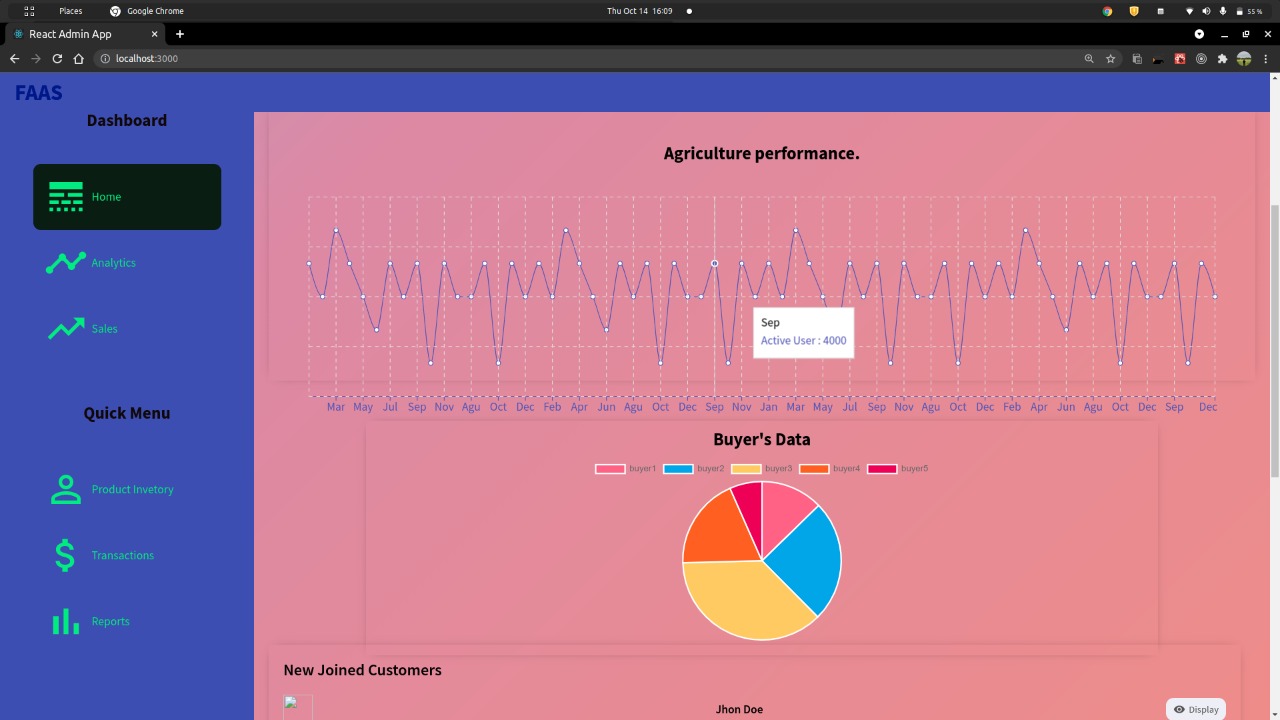 Places
Google Chrome
Thu Oct 14 16:09
55 %
React Admin App
localhost:3000
FAAS
Dashboard
Home
Analytics
Sales
Quick Menu
Product Invetory
Transactions
Reports
Agriculture performance.
Sep
Active User : 4000
Mar May Jul Sep Nov Agu Oct Dec Feb Apr Jun Agu Oct Dec Sep Nov Jan Mar May Jul Sep Nov Agu Oct Dec Feb Apr Jun Agu Oct Dec Sep Dec
Buyer's Data
buyer1 buyer2 buyer3 buyer4 buyer5
New Joined Customers
Jhon Doe
Display